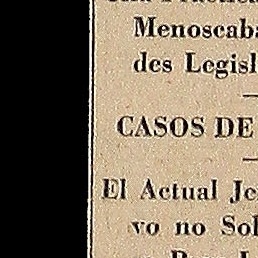 Menoscaba
des Legisl
CASOS DE
El Actual Je
vo no Sol